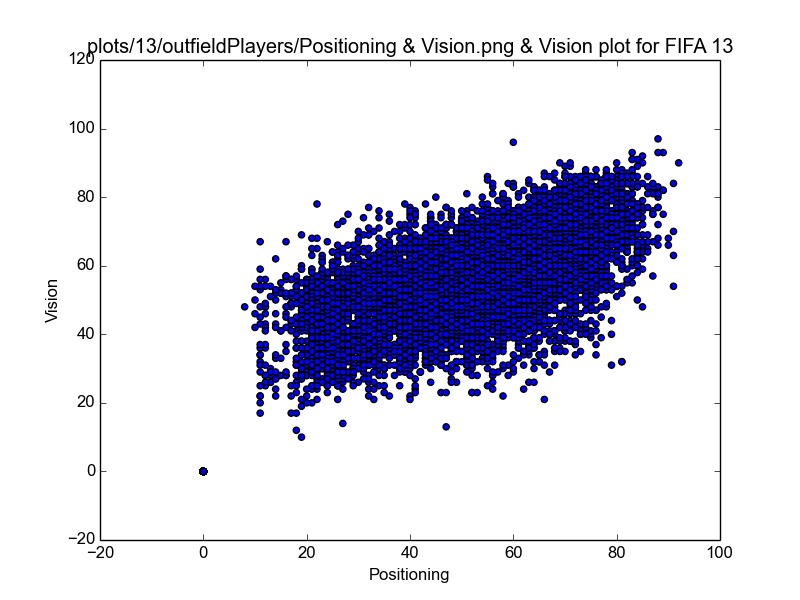 plots/13/outfieldPlayers/Positioning & Vision.png & Vision plot for FIFA 13
120
100
80
60
40
20
0
−20
Vision
−20 0 20 40 60 80 100
Positioning